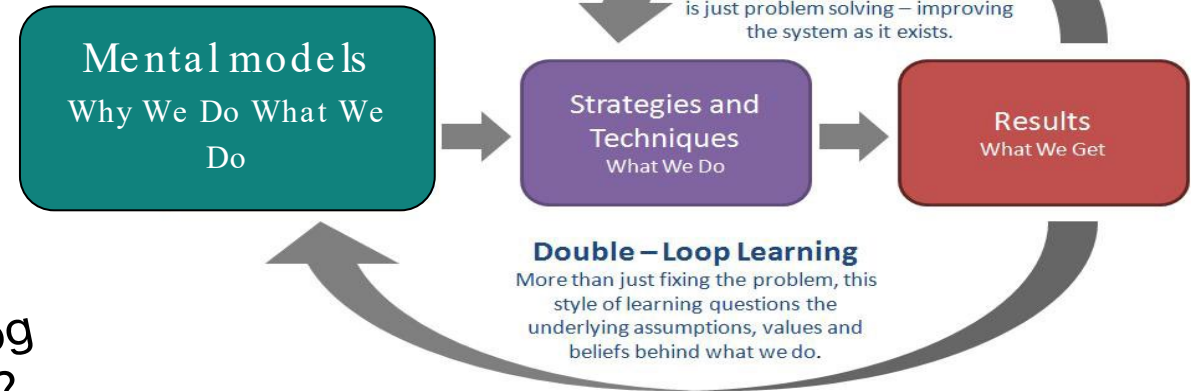 is just problem solving – improving
the system as it exists.
Mental models
Why We Do What We
Do
Strategies and
Techniques
What We Do
Results
What We Get
Double – Loop Learning
More than just fixing the problem, this
style of learning questions the
underlying assumptions, values and
beliefs behind what we do.